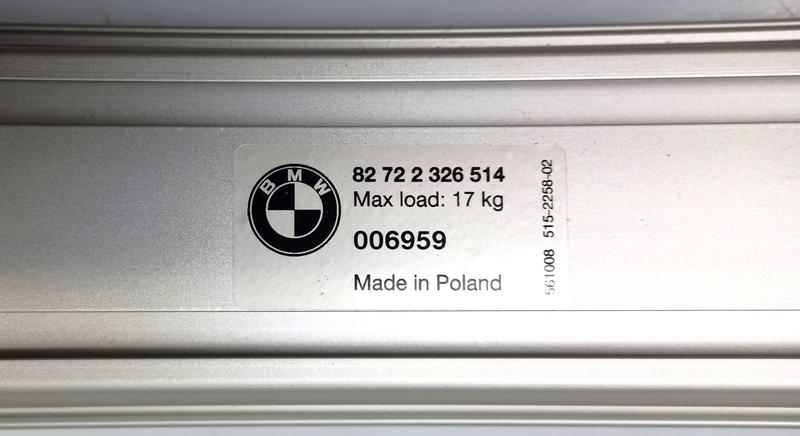 BMW
82 72 2 326 514
Max load: 17 kg
006959
Made in Poland
561008 515-2258-02